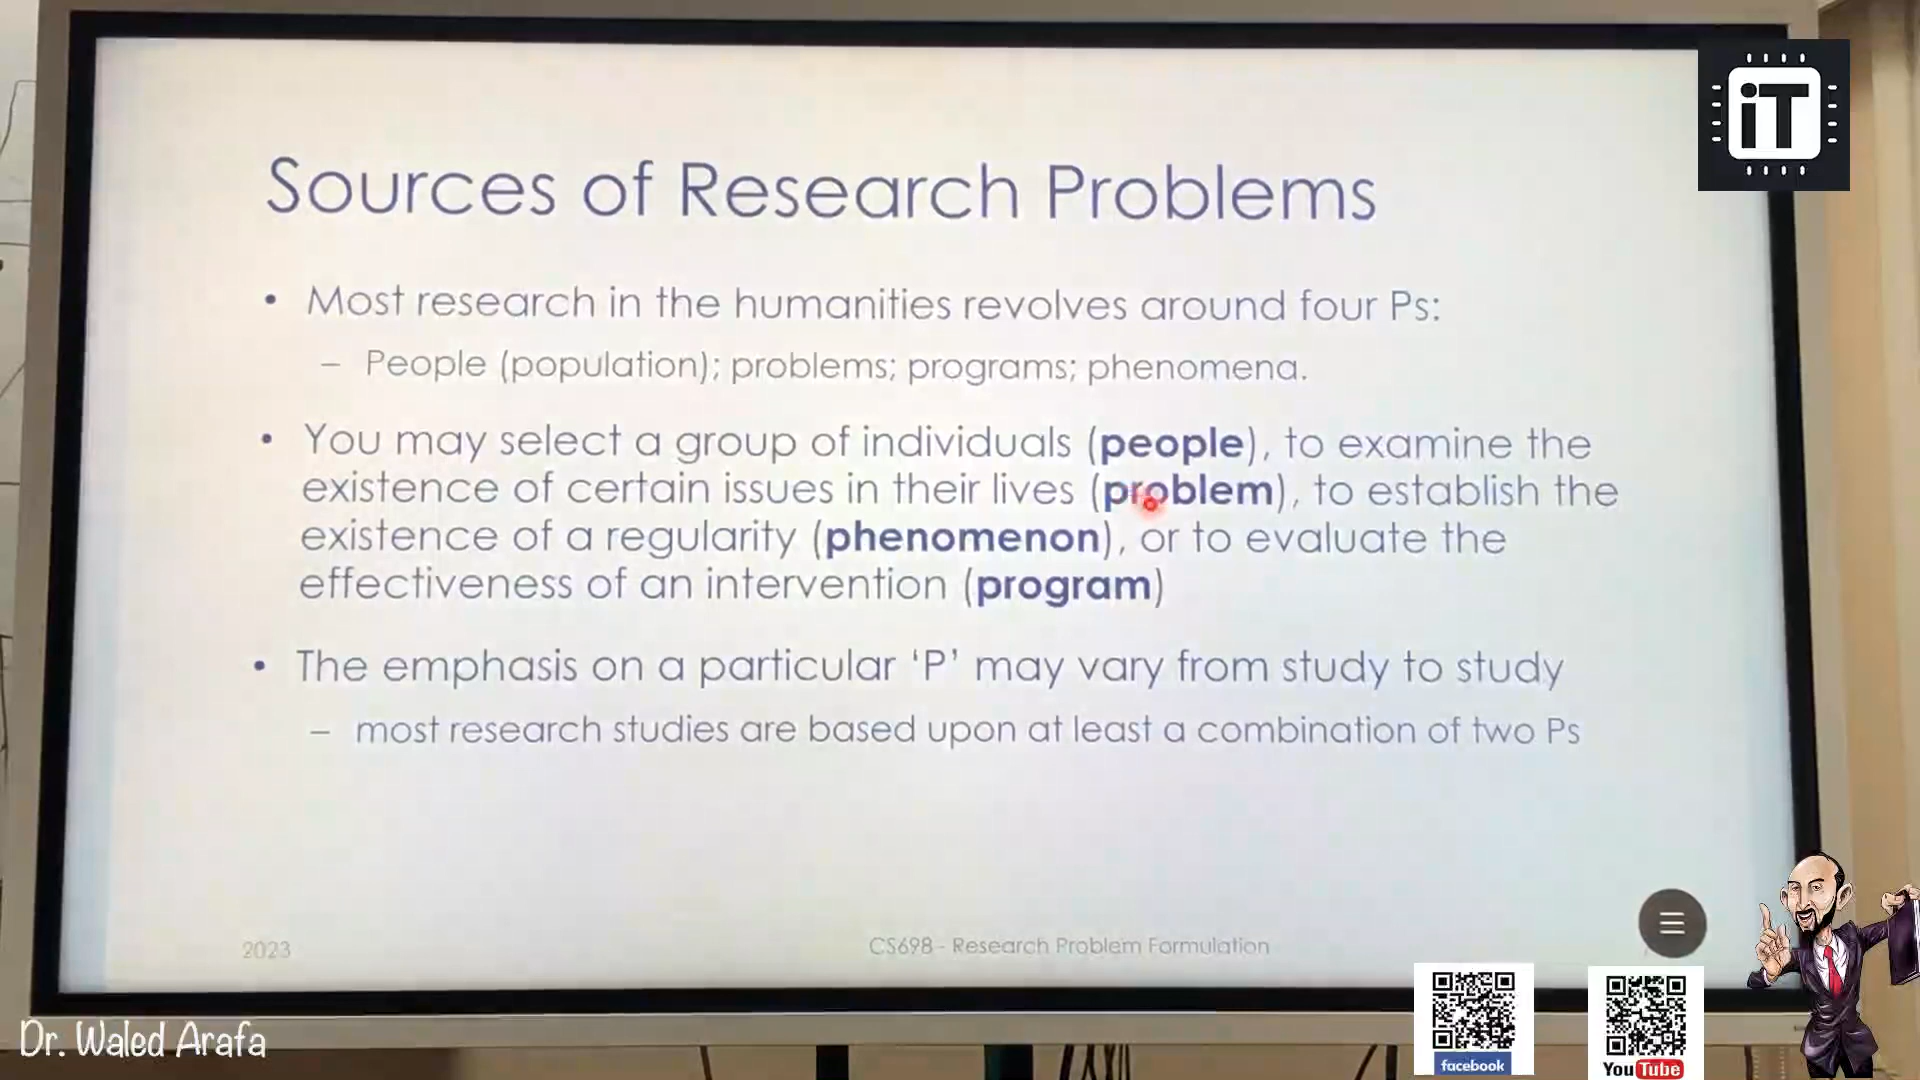 iT
Sources of Research Problems
• Most research in the humanities revolves around four Ps:
– People (population); problems; programs; phenomena.
• You may select a group of individuals (people), to examine the
existence of certain issues in their lives (problem), to establish the
existence of a regularity (phenomenon), or to evaluate the
effectiveness of an intervention (program)
• The emphasis on a particular ‘P’ may vary from study to study
– most research studies are based upon at least a combination of two Ps
2023
CS698 - Research Problem Formulation
Dr. Waled Arafa
facebook
YouTube